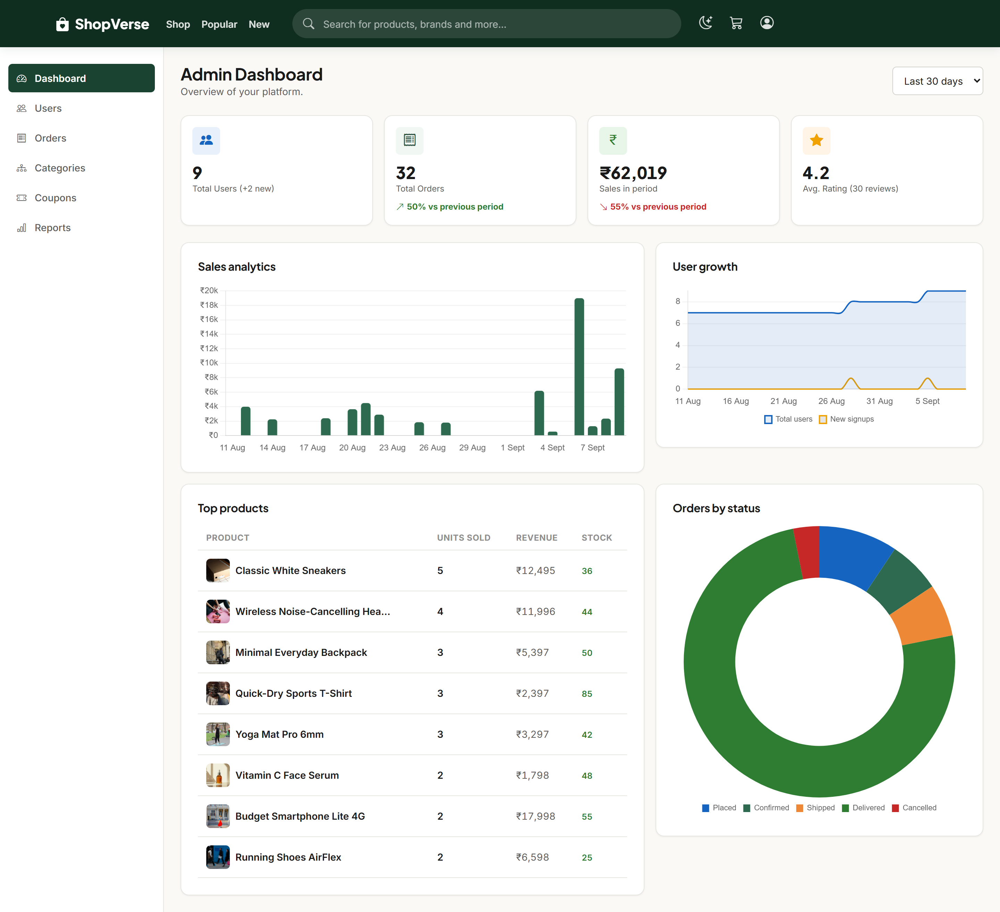 ShopVerse Shop Popular New Search for products, brands and more...
Dashboard
Users
Orders
Categories
Coupons
Reports
Admin Dashboard
Overview of your platform.
Last 30 days
9
Total Users (+2 new)
32
Total Orders
50% vs previous period
₹
₹62,019
Sales in period
55% vs previous period
4.2
Avg. Rating (30 reviews)
Sales analytics
₹20k
₹18k
₹16k
₹14k
₹12k
₹10k
₹8k
₹6k
₹4k
₹2k
₹0
11 Aug 14 Aug 17 Aug 20 Aug 23 Aug 26 Aug 29 Aug 1 Sept 4 Sept 7 Sept
User growth
8
6
4
2
0
11 Aug 16 Aug 21 Aug 26 Aug 31 Aug 5 Sept
Total users New signups
Top products
PRODUCT UNITS SOLD REVENUE STOCK
Classic White Sneakers 5 ₹12,495 36
Wireless Noise-Cancelling Hea... 4 ₹11,996 44
Minimal Everyday Backpack 3 ₹5,397 50
Quick-Dry Sports T-Shirt 3 ₹2,397 85
Yoga Mat Pro 6mm 3 ₹3,297 42
Vitamin C Face Serum 2 ₹1,798 48
Budget Smartphone Lite 4G 2 ₹17,998 55
Running Shoes AirFlex 2 ₹6,598 25
Orders by status
Placed Confirmed Shipped Delivered Cancelled